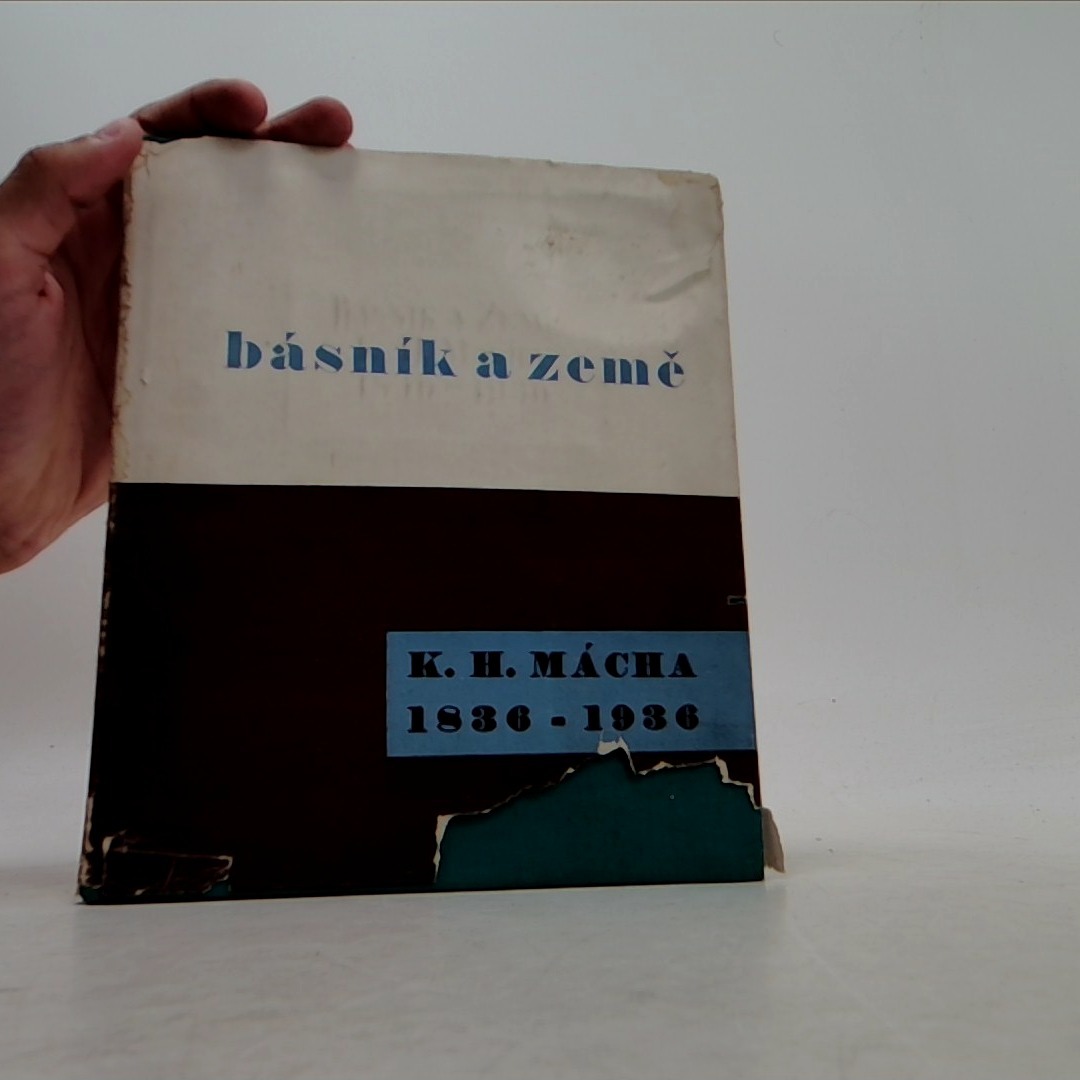 básník a země
K. H. MÁCHA
1836 - 1936